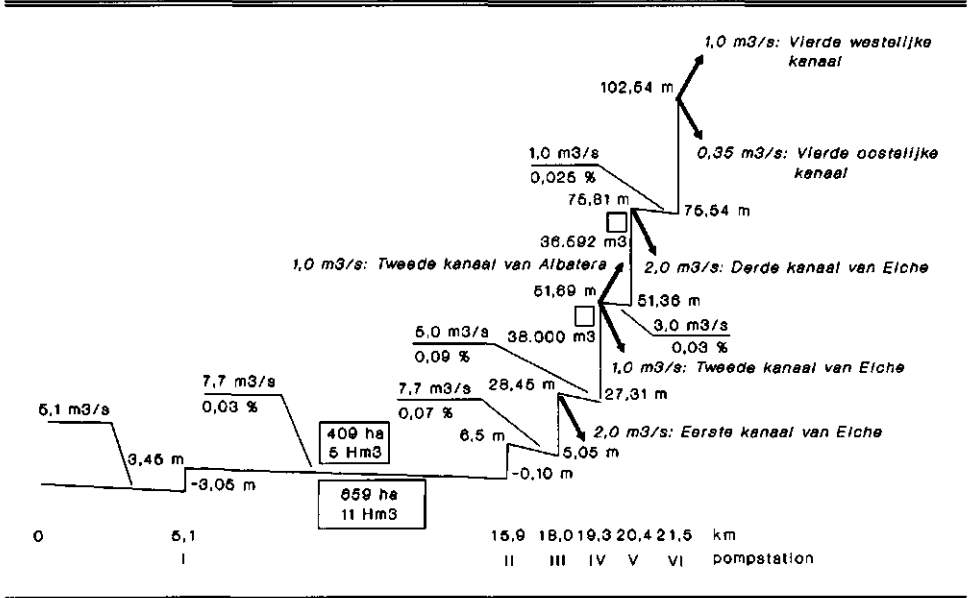 1,0 m3/s: Vierde westelijke
kanaal
102,54 m
0,35 m3/s: Vierde oostelijke
kanaal
1,0 m3/s
0,025 %
75,81 m
75,54 m
36.592 m3
1,0 m3/s: Tweede kanaal van Albatera
2,0 m3/s: Derde kanaal van Elche
51,69 m
51,36 m
38.000 m3
3,0 m3/s
0,03 %
5,0 m3/s
0,09 %
1,0 m3/s: Tweede kanaal van Elche
7,7 m3/s
0,03 %
7,7 m3/s
0,07 %
28,45 m
27,31 m
5,1 m3/s
409 ha
5 Hm3
6,5 m
2,0 m3/s: Eerste kanaal van Elche
3,45 m
5,05 m
-3,05 m
-0,10 m
659 ha
11 Hm3
0 5,1 15,9 18,0 19,3 20,4 21,5 km
I II III IV V VI pompstation